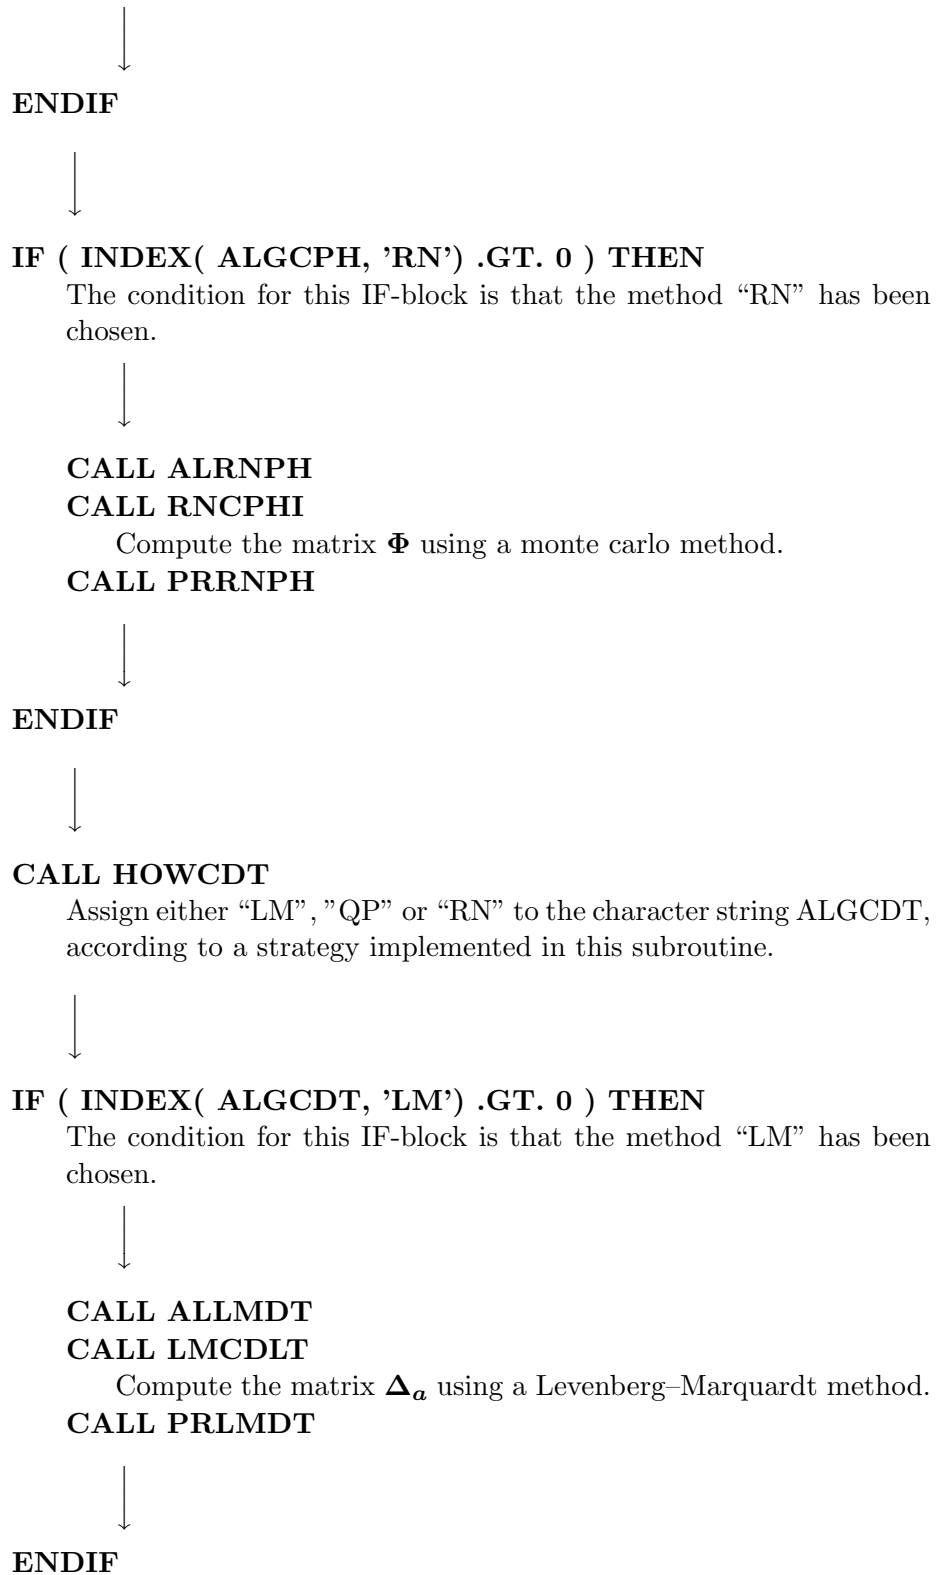 ENDIF
IF ( INDEX( ALGCPH, ’RN’) .GT. 0 ) THEN
The condition for this IF-block is that the method “RN” has been
chosen.
CALL ALRNPH
CALL RNCPHI
Compute the matrix Φ using a monte carlo method.
CALL PRRNPH
ENDIF
CALL HOWCDT
Assign either “LM”, ”QP” or “RN” to the character string ALGCDT,
according to a strategy implemented in this subroutine.
IF ( INDEX( ALGCDT, ’LM’) .GT. 0 ) THEN
The condition for this IF-block is that the method “LM” has been
chosen.
CALL ALLMDT
CALL LMCDLT
Compute the matrix Δₐ using a Levenberg–Marquardt method.
CALL PRLMDT
ENDIF